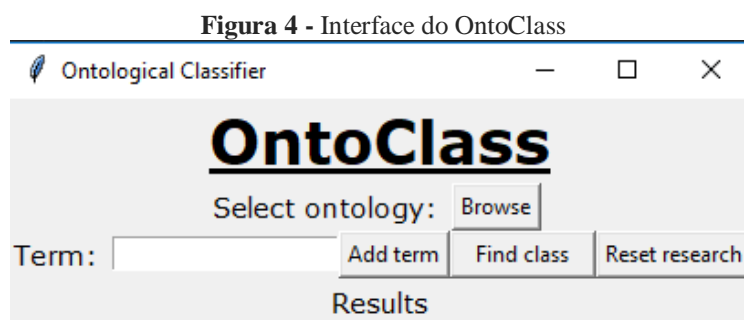 Figura 4 - Interface do OntoClass
Ontological Classifier
OntoClass
Select ontology: Browse
Term: Add term Find class Reset research
Results